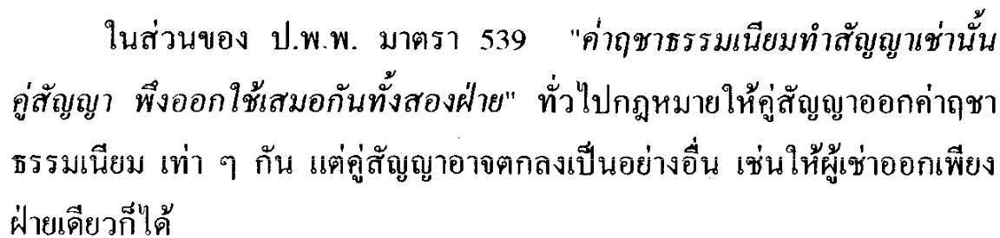 ในส่วนของ ป.พ.พ. มาตรา 539 "ค่าฤชาธรรมเนียมทำสัญญาเช่านั้น
คู่สัญญา พึงออกใช้เสมอกันทั้งสองฝ่าย" ทั่วไปกฎหมายให้คู่สัญญาออกค่าฤชา
ธรรมเนียม เท่า ๆ กัน แต่คู่สัญญาอาจตกลงเป็นอย่างอื่น เช่นให้ผู้เช่าออกเพียง
ฝ่ายเดียวก็ได้